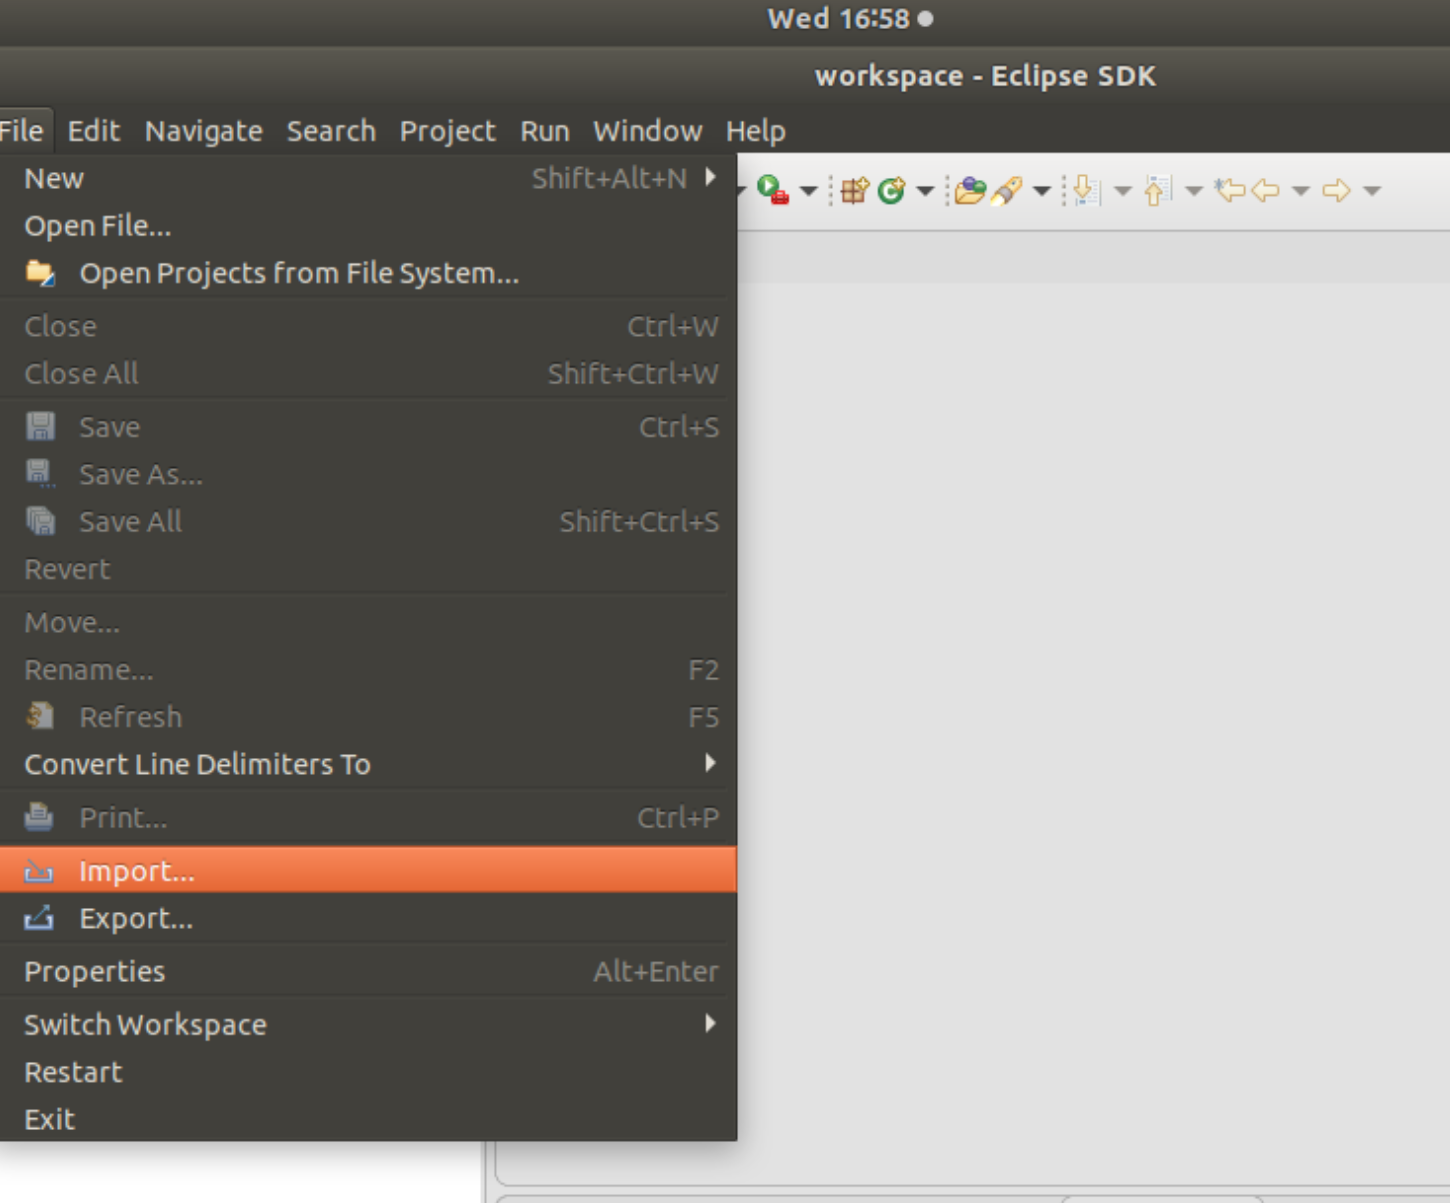 Wed 16:58
workspace - Eclipse SDK
File Edit Navigate Search Project Run Window Help
New Shift+Alt+N
Open File...
Open Projects from File System...
Close Ctrl+W
Close All Shift+Ctrl+W
Save Ctrl+S
Save As...
Save All Shift+Ctrl+S
Revert
Move...
Rename... F2
Refresh F5
Convert Line Delimiters To
Print... Ctrl+P
Import...
Export...
Properties Alt+Enter
Switch Workspace
Restart
Exit